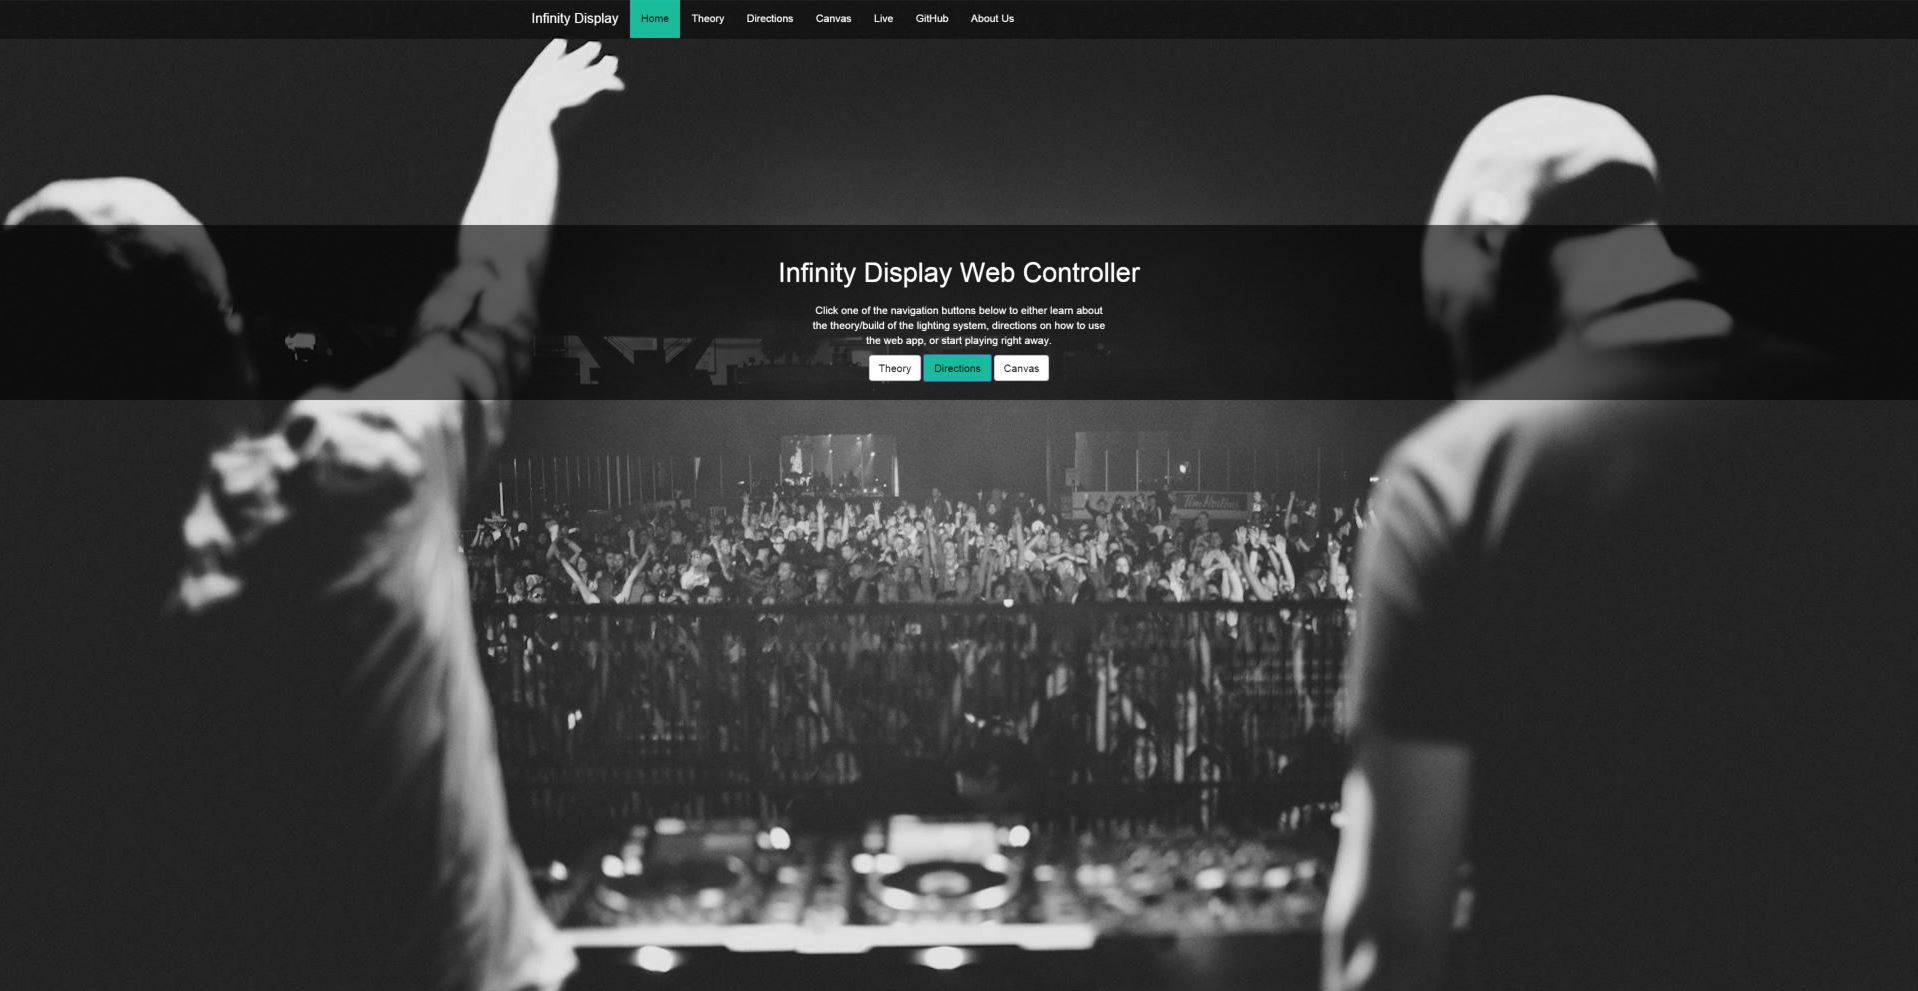 Infinity Display Home Theory Directions Canvas Live GitHub About Us
Infinity Display Web Controller
Click one of the navigation buttons below to either learn about
the theory/build of the lighting system, directions on how to use
the web app, or start playing right away.
Theory Directions Canvas
Tim Hortons